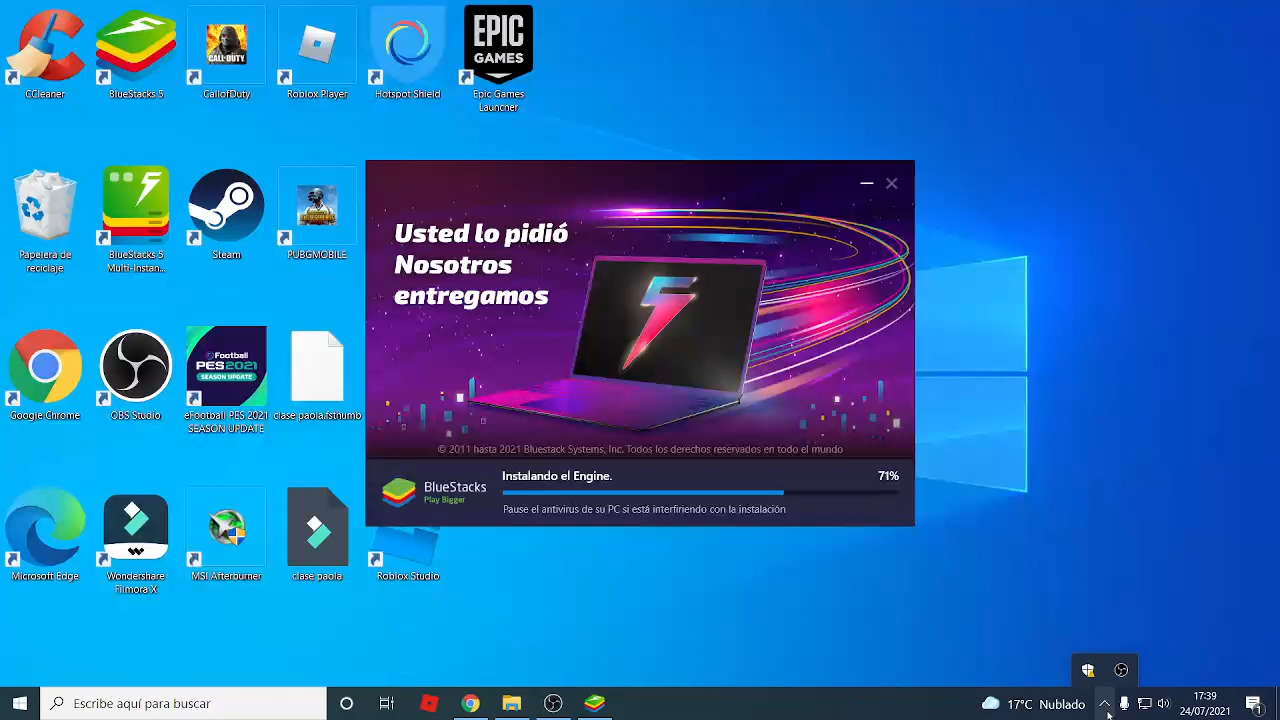 EPIC
GAMES
CCleaner
BlueStacks 5
CALL·DUTY
CallofDuty
Roblox Player
Hotspot Shield
Epic Games
Launcher
Papelera de
reciclaje
BlueStacks 5
Multi-Instan...
Steam
PUBGMOBILE
Usted lo pidió
Nosotros
entregamos
© 2011 hasta 2021 Bluestack Systems, Inc. Todos los derechos reservados en todo el mundo
BlueStacks
Play Bigger
Instalando el Engine.
71%
Pause el antivirus de su PC si está interfiriendo con la instalación
Google Chrome
OBS Studio
eFootball
PES2021
SEASON UPDATE
eFootball PES 2021
SEASON UPDATE
clase paola.fsthumb
Microsoft Edge
Wondershare
Filmora X
MSI Afterburner
clase paola
Roblox Studio
Escribe aquí para buscar
17°C Nublado
17:39
24/07/2021
1